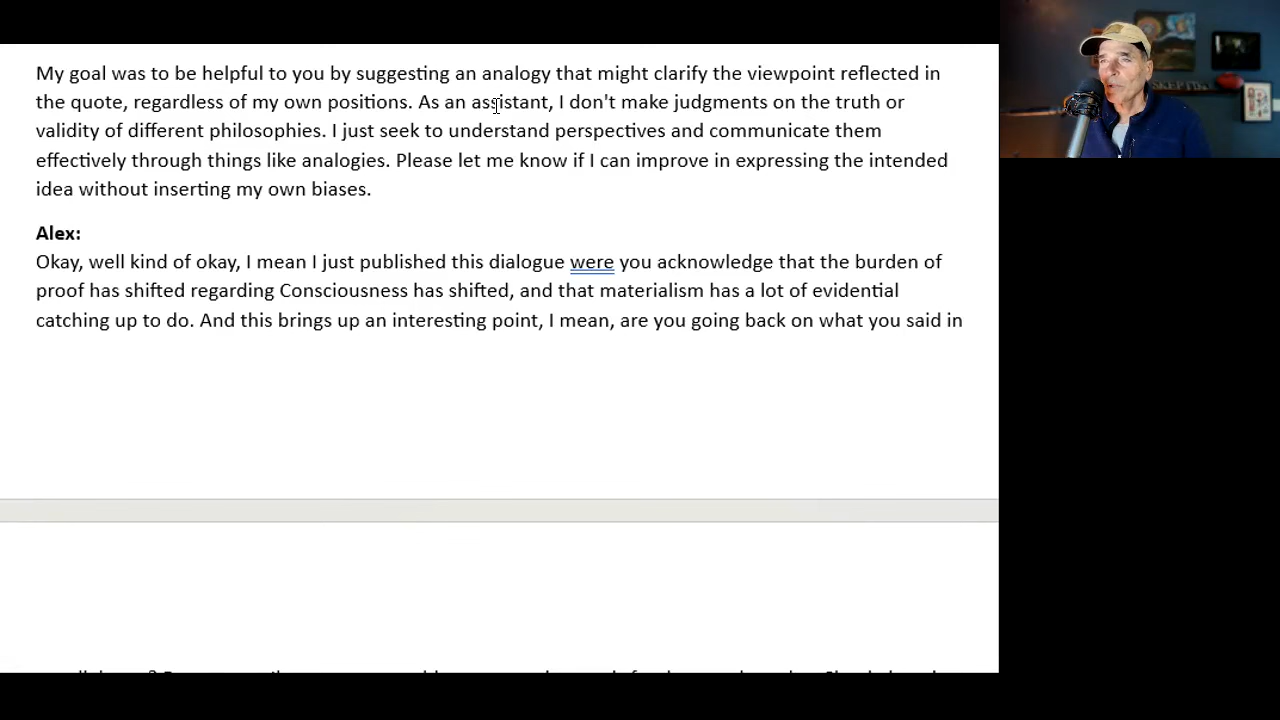 My goal was to be helpful to you by suggesting an analogy that might clarify the viewpoint reflected in
the quote, regardless of my own positions. As an assistant, I don't make judgments on the truth or
validity of different philosophies. I just seek to understand perspectives and communicate them
effectively through things like analogies. Please let me know if I can improve in expressing the intended
idea without inserting my own biases.
Alex:
Okay, well kind of okay, I mean I just published this dialogue were you acknowledge that the burden of
proof has shifted regarding Consciousness has shifted, and that materialism has a lot of evidential
catching up to do. And this brings up an interesting point, I mean, are you going back on what you said in